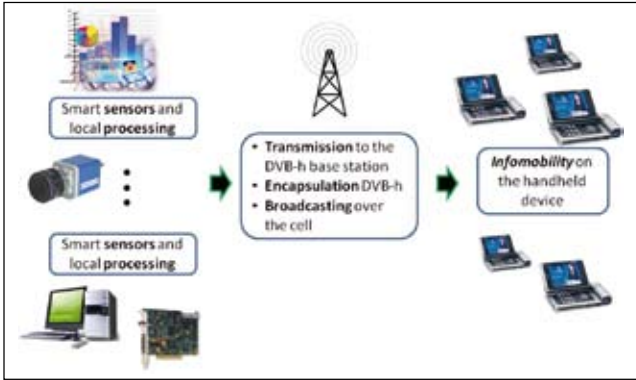 Smart sensors and
local processing
Smart sensors and
local processing
• Transmission to the
DVB-h base station
• Encapsulation DVB-h
• Broadcasting over
the cell
Infomobility on
the handheld
device